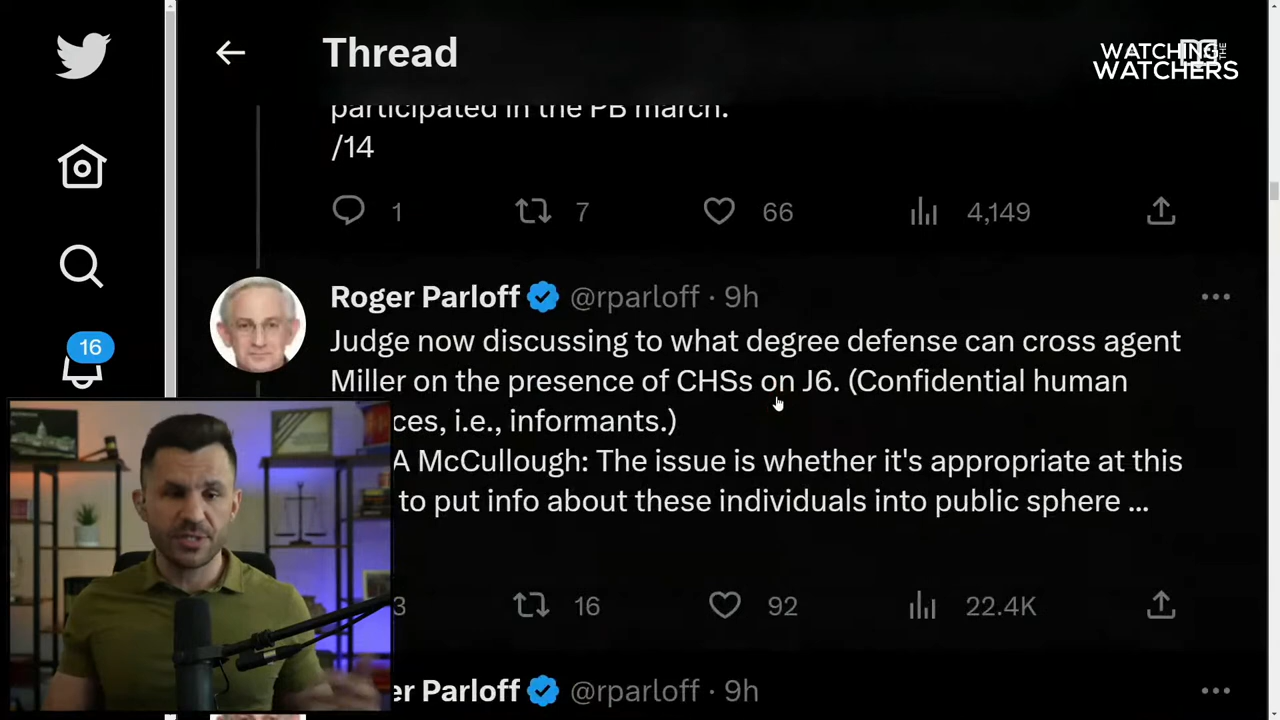 Thread
WATCHING THE
WATCHERS
participated in the PB march.
/14
1
7
66
4,149
Roger Parloff @rparloff · 9h
16
Judge now discussing to what degree defense can cross agent
Miller on the presence of CHSs on J6. (Confidential human
ces, i.e., informants.)
A McCullough: The issue is whether it's appropriate at this
to put info about these individuals into public sphere ...
3
16
92
22.4K
er Parloff @rparloff · 9h